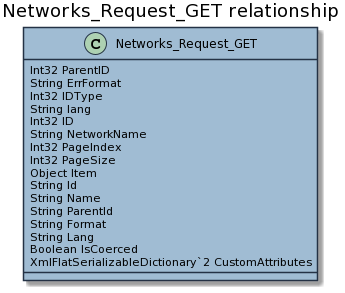 Networks_Request_GET relationship
C Networks_Request_GET
Int32 ParentID
String ErrFormat
Int32 IDType
String lang
Int32 ID
String NetworkName
Int32 PageIndex
Int32 PageSize
Object Item
String Id
String Name
String ParentId
String Format
String Lang
Boolean IsCoerced
XmlFlatSerializableDictionary`2 CustomAttributes